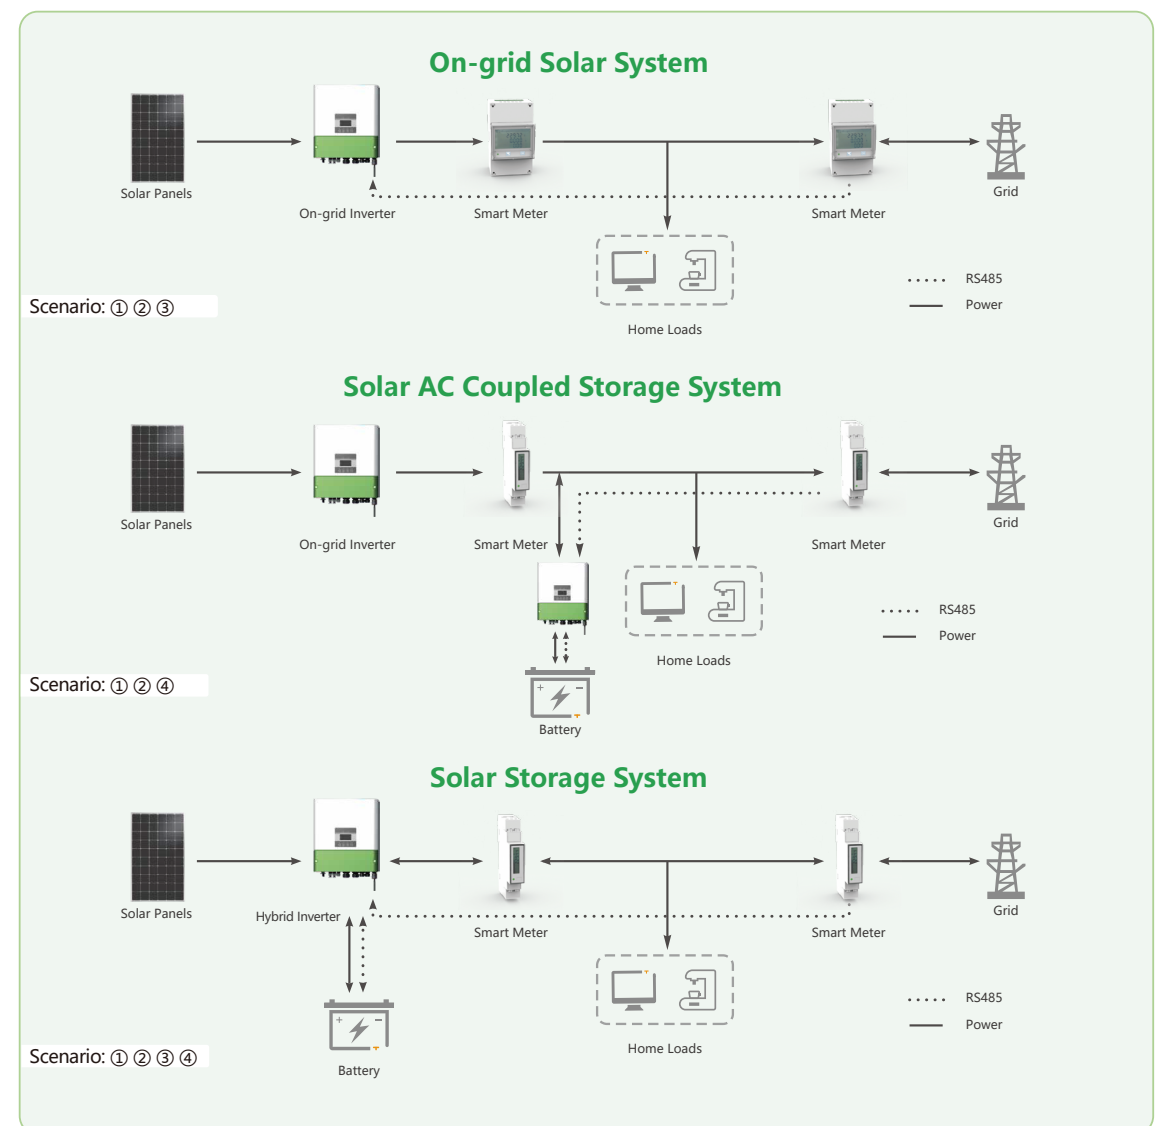 On-grid Solar System
Solar Panels
On-grid Inverter
Smart Meter
Smart Meter
Grid
RS485
Power
Home Loads
Scenario: ① ② ③
Solar AC Coupled Storage System
Solar Panels
On-grid Inverter
Smart Meter
Smart Meter
Grid
RS485
Power
Home Loads
Scenario: ① ② ④
+ −
Battery
Solar Storage System
Solar Panels
Hybrid Inverter
Smart Meter
Smart Meter
Grid
RS485
Power
+ −
Home Loads
Scenario: ① ② ③ ④
Battery